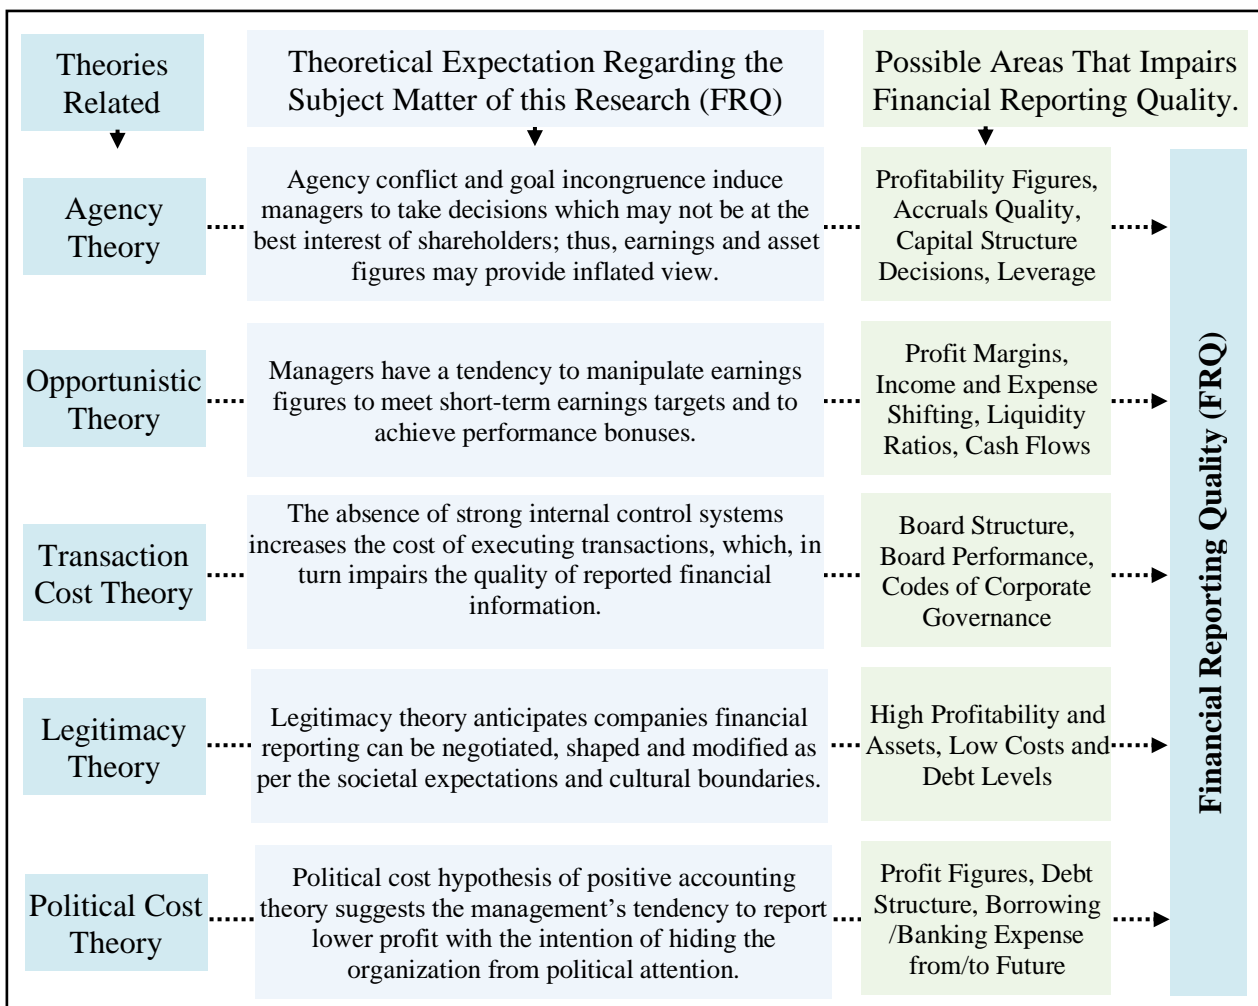 Theories
Related
Theoretical Expectation Regarding the
Subject Matter of this Research (FRQ)
Possible Areas That Impairs
Financial Reporting Quality.
Agency
Theory
Agency conflict and goal incongruence induce
managers to take decisions which may not be at the
best interest of shareholders; thus, earnings and asset
figures may provide inflated view.
Profitability Figures,
Accruals Quality,
Capital Structure
Decisions, Leverage
Opportunistic
Theory
Managers have a tendency to manipulate earnings
figures to meet short-term earnings targets and to
achieve performance bonuses.
Profit Margins,
Income and Expense
Shifting, Liquidity
Ratios, Cash Flows
Transaction
Cost Theory
The absence of strong internal control systems
increases the cost of executing transactions, which, in
turn impairs the quality of reported financial
information.
Board Structure,
Board Performance,
Codes of Corporate
Governance
Legitimacy
Theory
Legitimacy theory anticipates companies financial
reporting can be negotiated, shaped and modified as
per the societal expectations and cultural boundaries.
High Profitability and
Assets, Low Costs and
Debt Levels
Political Cost
Theory
Political cost hypothesis of positive accounting
theory suggests the management’s tendency to report
lower profit with the intention of hiding the
organization from political attention.
Profit Figures, Debt
Structure, Borrowing
/Banking Expense
from/to Future
Financial Reporting Quality (FRQ)